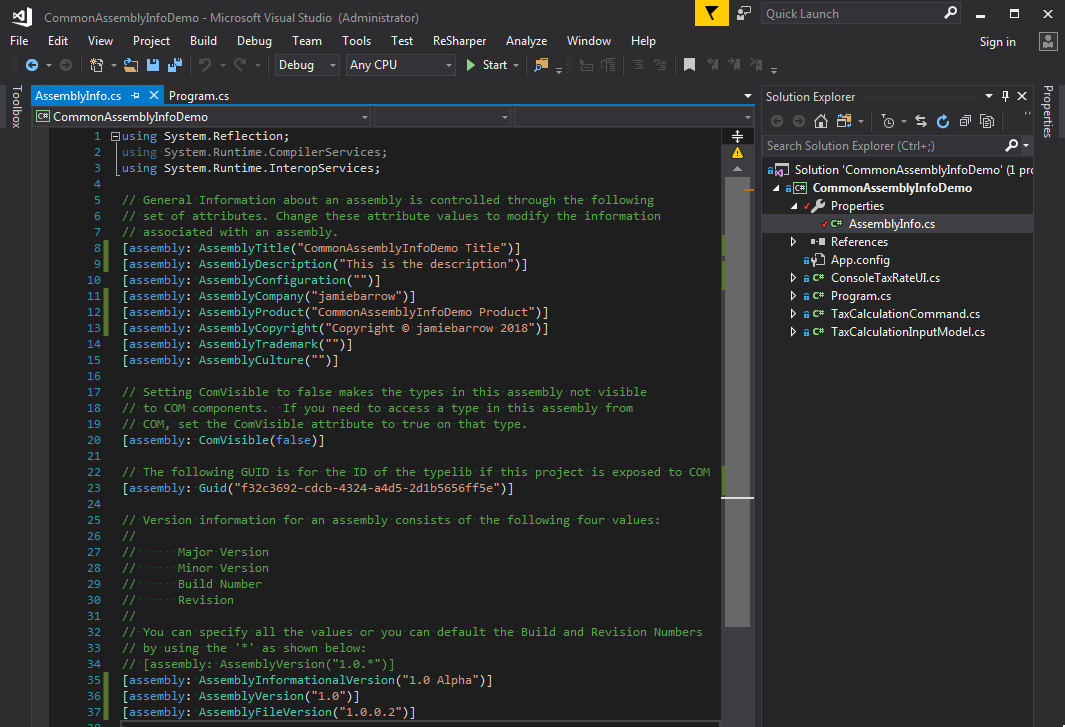 CommonAssemblyInfoDemo - Microsoft Visual Studio (Administrator)
Quick Launch
File Edit View Project Build Debug Team Tools Test ReSharper Analyze Window Help
Sign in
Debug Any CPU Start
Toolbox
AssemblyInfo.cs Program.cs
C# CommonAssemblyInfoDemo
1 using System.Reflection;
2 using System.Runtime.CompilerServices;
3 using System.Runtime.InteropServices;
4
5 // General Information about an assembly is controlled through the following
6 // set of attributes. Change these attribute values to modify the information
7 // associated with an assembly.
8 [assembly: AssemblyTitle("CommonAssemblyInfoDemo Title")]
9 [assembly: AssemblyDescription("This is the description")]
10 [assembly: AssemblyConfiguration("")]
11 [assembly: AssemblyCompany("jamiebarrow")]
12 [assembly: AssemblyProduct("CommonAssemblyInfoDemo Product")]
13 [assembly: AssemblyCopyright("Copyright © jamiebarrow 2018")]
14 [assembly: AssemblyTrademark("")]
15 [assembly: AssemblyCulture("")]
16
17 // Setting ComVisible to false makes the types in this assembly not visible
18 // to COM components.  If you need to access a type in this assembly from
19 // COM, set the ComVisible attribute to true on that type.
20 [assembly: ComVisible(false)]
21
22 // The following GUID is for the ID of the typelib if this project is exposed to COM
23 [assembly: Guid("f32c3692-cdcb-4324-a4d5-2d1b5656ff5e")]
24
25 // Version information for an assembly consists of the following four values:
26 //
27 //      Major Version
28 //      Minor Version
29 //      Build Number
30 //      Revision
31 //
32 // You can specify all the values or you can default the Build and Revision Numbers
33 // by using the '*' as shown below:
34 // [assembly: AssemblyVersion("1.0.*")]
35 [assembly: AssemblyInformationalVersion("1.0 Alpha")]
36 [assembly: AssemblyVersion("1.0")]
37 [assembly: AssemblyFileVersion("1.0.0.2")]
Solution Explorer
Search Solution Explorer (Ctrl+;)
Solution 'CommonAssemblyInfoDemo' (1 pro
C# CommonAssemblyInfoDemo
Properties
C# AssemblyInfo.cs
References
App.config
C# ConsoleTaxRateUI.cs
C# Program.cs
C# TaxCalculationCommand.cs
C# TaxCalculationInputModel.cs
Properties